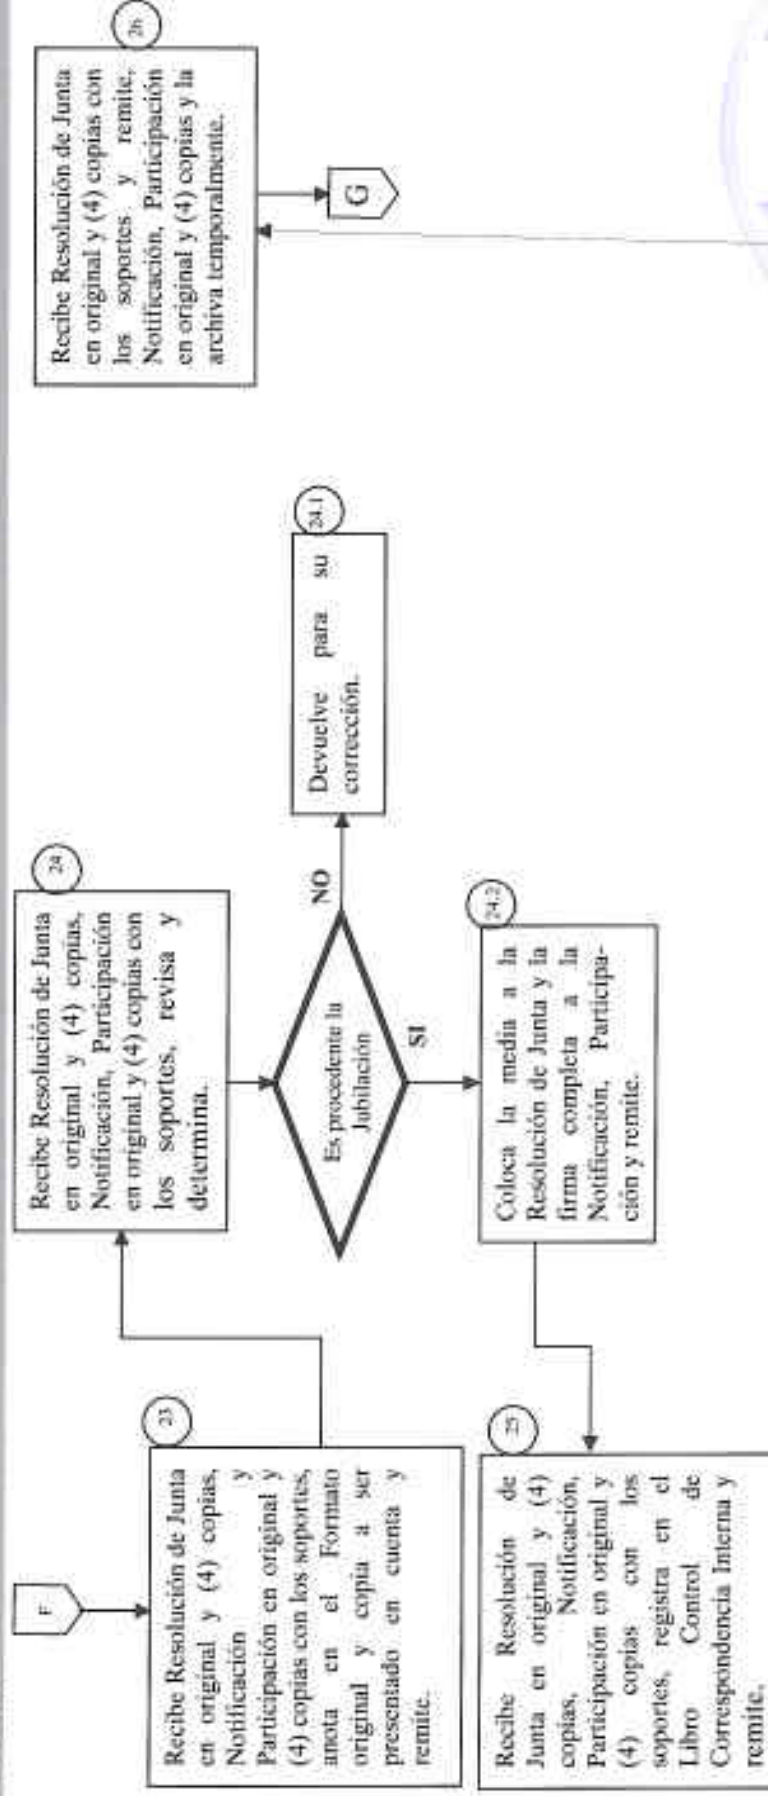 F
23
Recibe Resolución de Junta
en original y (4) copias,
Notificación y
Participación en original y
(4) copias con los soportes,
anota en el Formato
original y copia a ser
presentado en cuenta y
remite.
24
Recibe Resolución de Junta
en original y (4) copias,
Notificación, Participación
en original y (4) copias con
los soportes, revisa y
determina.
Es procedente la
Jubilación
NO
24.1
Devuelve para su
corrección.
SI
24.2
Coloca la media a la
Resolución de Junta y la
firma completa a la
Notificación, Participa-
ción y remite.
25
Recibe Resolución de
Junta en original y (4)
copias, Notificación,
Participación en original y
(4) copias con los
soportes, registra en el
Libro Control de
Correspondencia Interna y
remite.
26
Recibe Resolución de Junta
en original y (4) copias con
los soportes y remite,
Notificación, Participación
en original y (4) copias y la
archiva temporalmente.
G